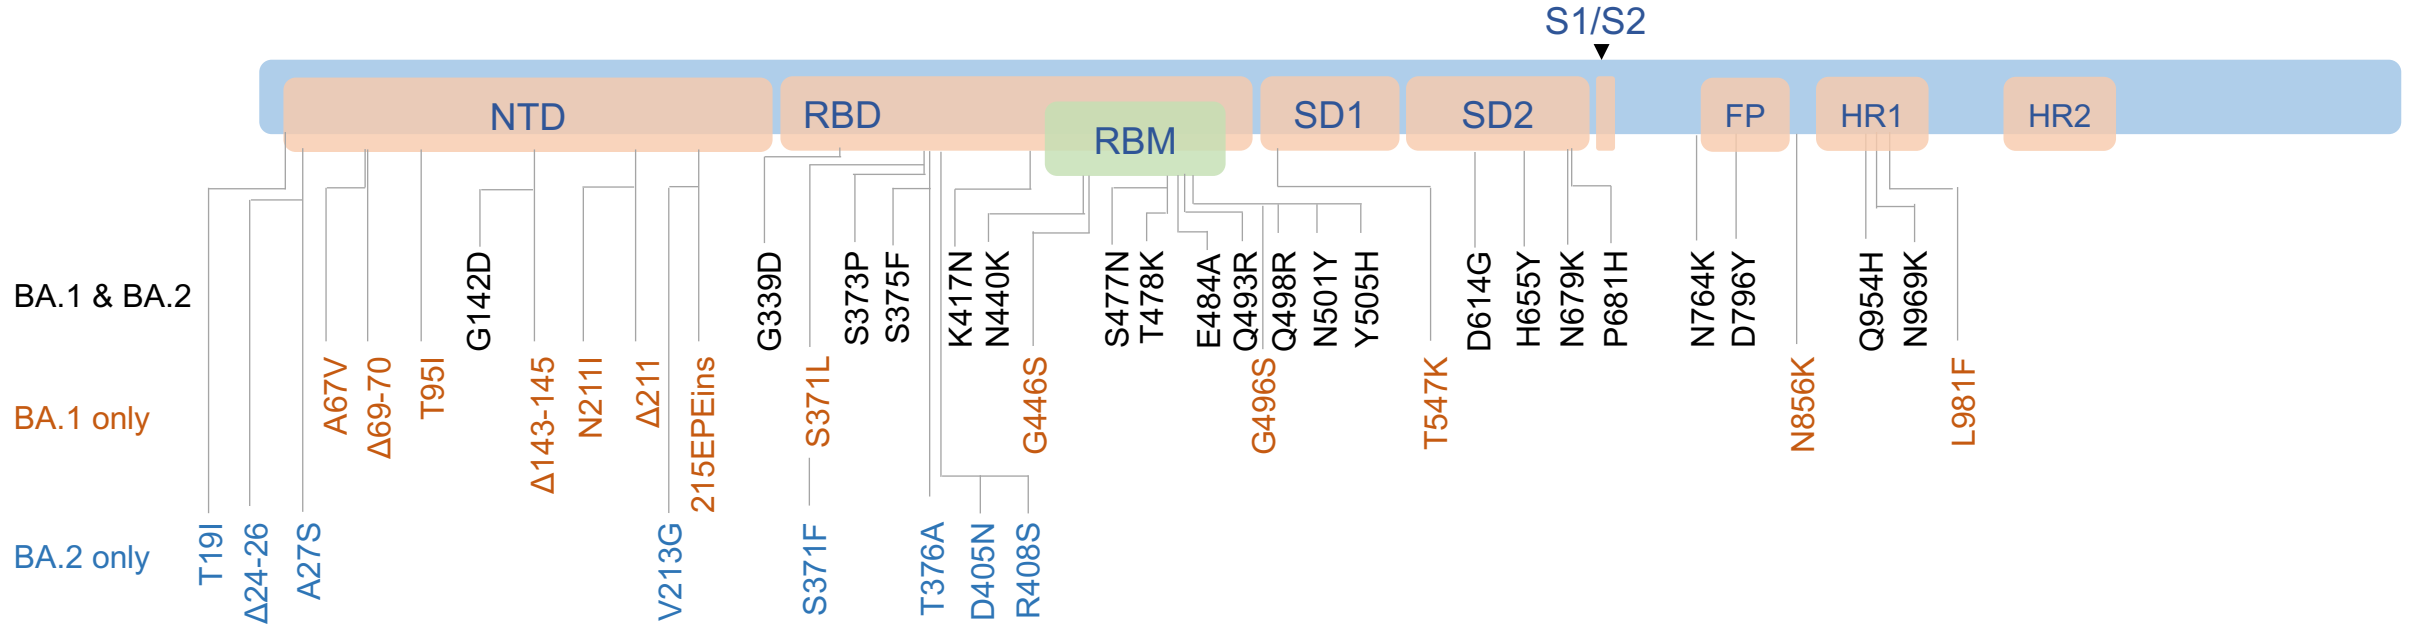 S1/S2
NTD
RBD
RBM
SD1
SD2
FP
HR1
HR2
BA.1 & BA.2
G142D
G339D
S373P
S375F
K417N
N440K
S477N
T478K
E484A
Q493R
Q498R
N501Y
Y505H
D614G
H655Y
N679K
P681H
N764K
D796Y
Q954H
N969K
BA.1 only
A67V
Δ69-70
T95I
Δ143-145
N211I
Δ211
215EPEins
S371L
G446S
G496S
T547K
N856K
L981F
BA.2 only
T19I
Δ24-26
A27S
V213G
S371F
T376A
D405N
R408S